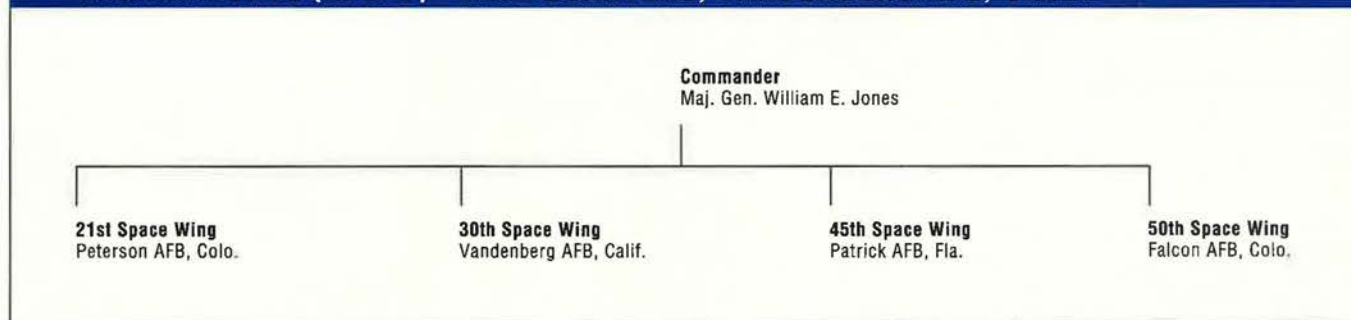 Commander
Maj. Gen. William E. Jones
21st Space Wing
Peterson AFB, Colo.
30th Space Wing
Vandenberg AFB, Calif.
45th Space Wing
Patrick AFB, Fla.
50th Space Wing
Falcon AFB, Colo.